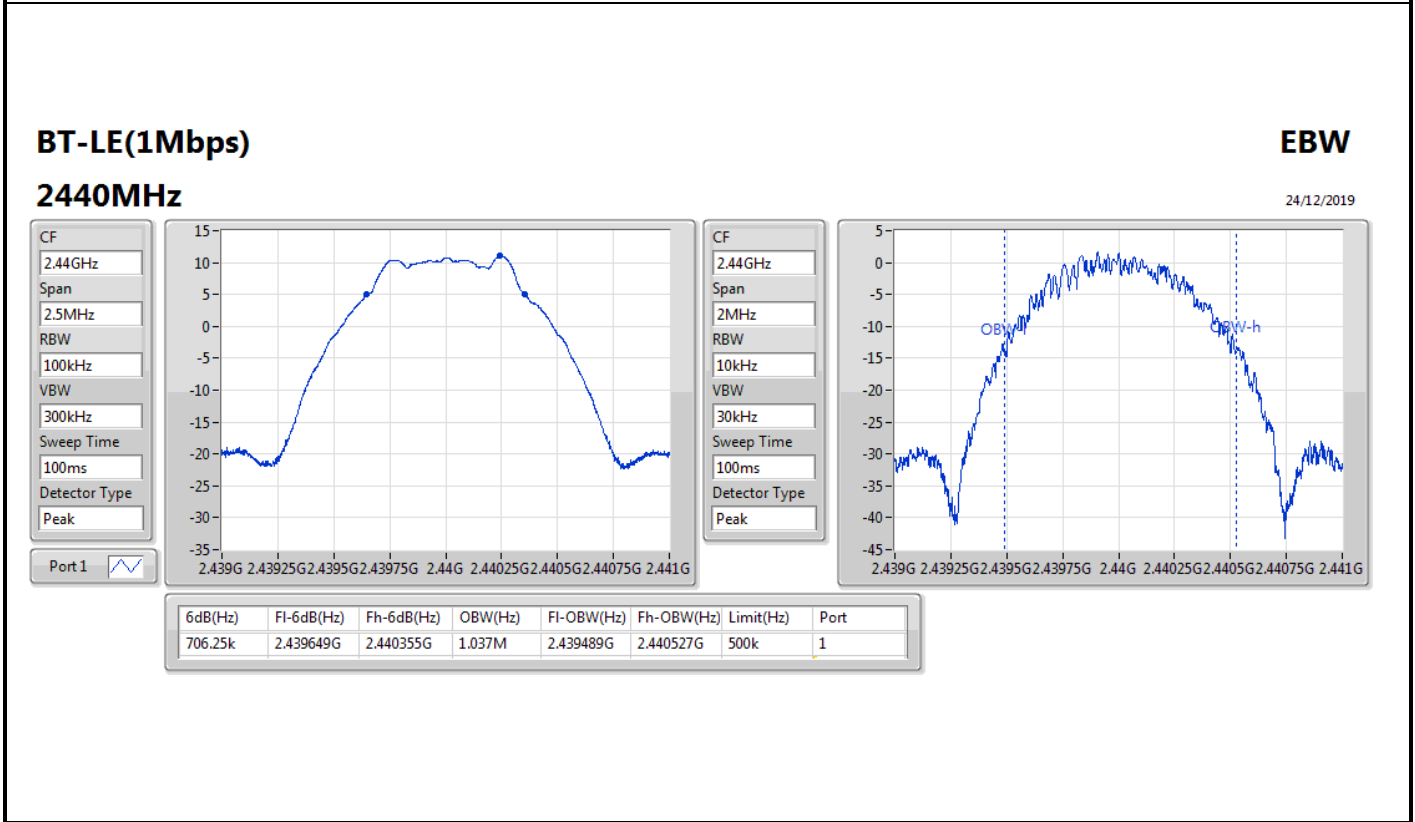 BT-LE(1Mbps)
EBW
2440MHz
24/12/2019
CF
2.44GHz
Span
2.5MHz
RBW
100kHz
VBW
300kHz
Sweep Time
100ms
Detector Type
Peak
Port 1
15
10
5
0
-5
-10
-15
-20
-25
-30
-35
2.439G 2.43925G 2.4395G 2.43975G 2.44G 2.44025G 2.4405G 2.44075G 2.441G
CF
2.44GHz
Span
2MHz
RBW
10kHz
VBW
30kHz
Sweep Time
100ms
Detector Type
Peak
5
0
-5
-10
-15
-20
-25
-30
-35
-40
-45
OBW-h
2.439G 2.43925G 2.4395G 2.43975G 2.44G 2.44025G 2.4405G 2.44075G 2.441G
6dB(Hz) Fl-6dB(Hz) Fh-6dB(Hz) OBW(Hz) Fl-OBW(Hz) Fh-OBW(Hz) Limit(Hz) Port
706.25k 2.439649G 2.440355G 1.037M 2.439489G 2.440527G 500k 1